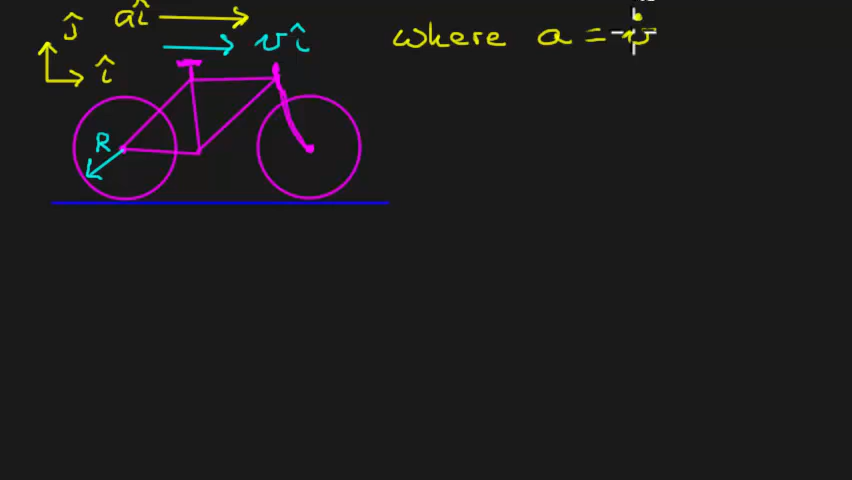 aî
vî
where a = v̇
ĵ
î
R